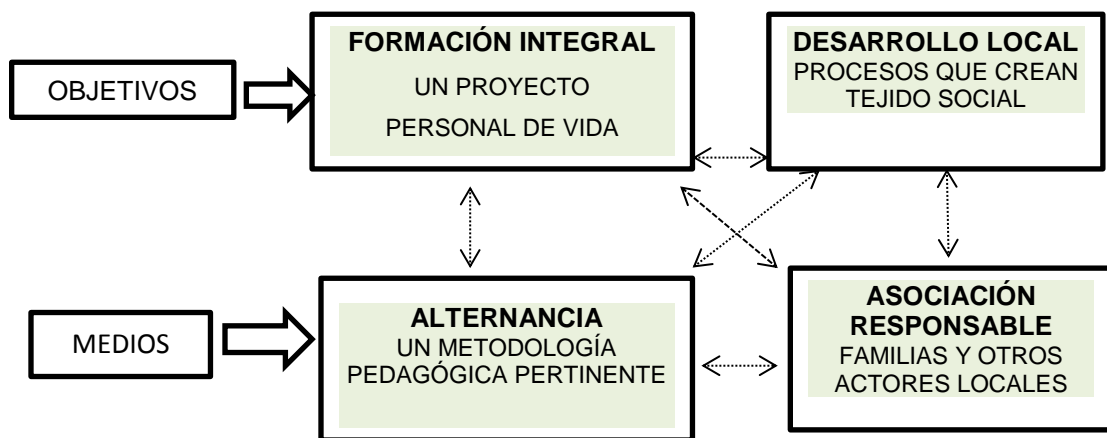 OBJETIVOS
FORMACIÓN INTEGRAL
UN PROYECTO
PERSONAL DE VIDA
DESARROLLO LOCAL
PROCESOS QUE CREAN
TEJIDO SOCIAL
MEDIOS
ALTERNANCIA
UN METODOLOGÍA
PEDAGÓGICA PERTINENTE
ASOCIACIÓN
RESPONSABLE
FAMILIAS Y OTROS
ACTORES LOCALES